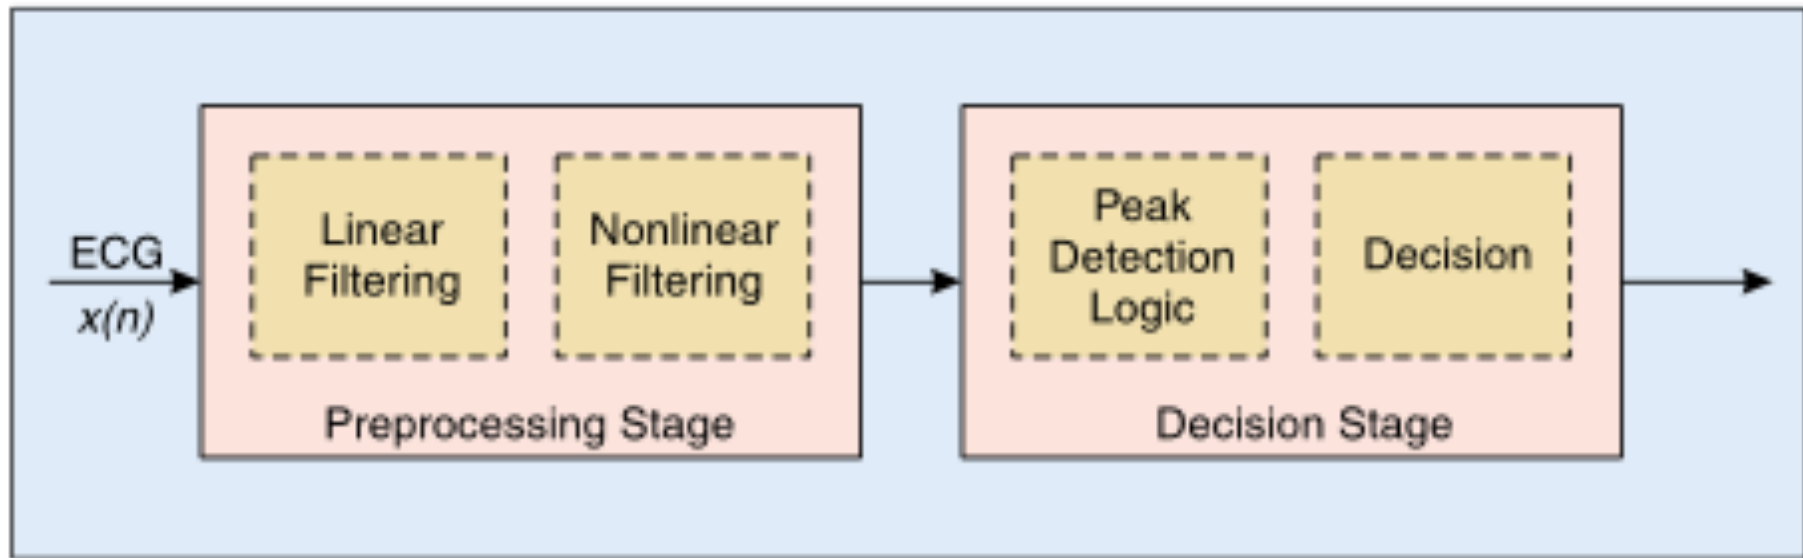 ECG
x(n)
Linear
Filtering
Nonlinear
Filtering
Preprocessing Stage
Peak
Detection
Logic
Decision
Decision Stage